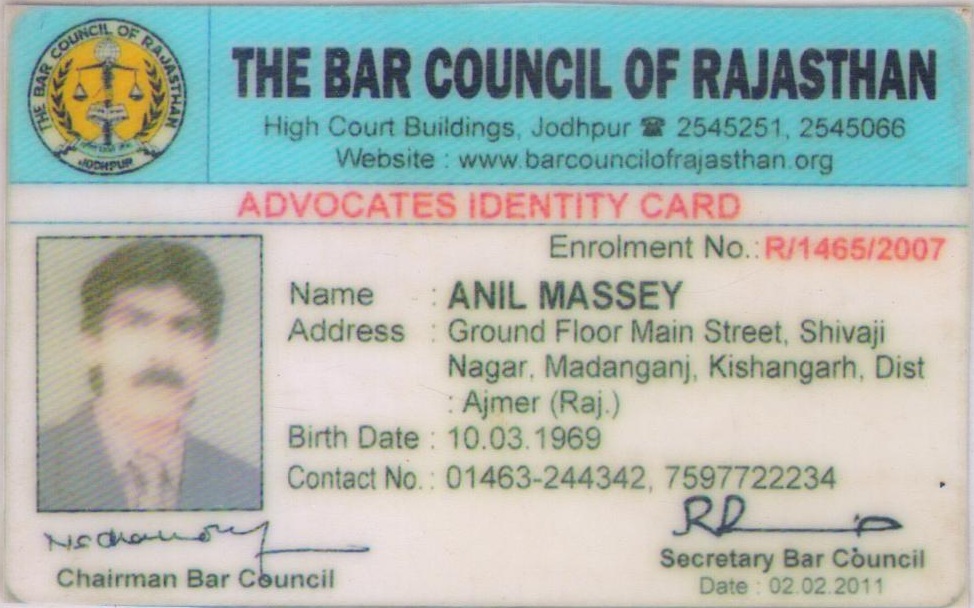 THE BAR COUNCIL OF RAJASTHAN
JODHPUR
THE BAR COUNCIL OF RAJASTHAN
High Court Buildings, Jodhpur ☎ 2545251, 2545066
Website : www.barcouncilofrajasthan.org
ADVOCATES IDENTITY CARD
Enrolment No.: R/1465/2007
Name : ANIL MASSEY
Address : Ground Floor Main Street, Shivaji
Nagar, Madanganj, Kishangarh, Dist
: Ajmer (Raj.)
Birth Date : 10.03.1969
Contact No. : 01463-244342, 7597722234
Chairman Bar Council
Secretary Bar Council
Date : 02.02.2011